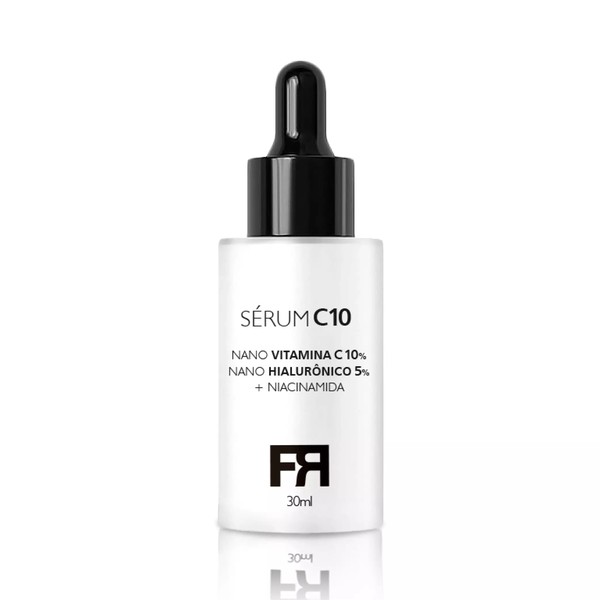 SÉRUM C10
NANO VITAMINA C 10%
NANO HIALURÔNICO 5%
+ NIACINAMIDA
FR
30ml